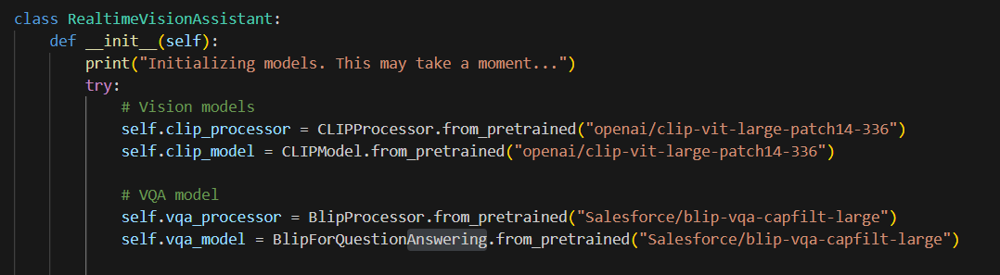 class RealtimeVisionAssistant:
    def __init__(self):
        print("Initializing models. This may take a moment...")
        try:
            # Vision models
            self.clip_processor = CLIPProcessor.from_pretrained("openai/clip-vit-large-patch14-336")
            self.clip_model = CLIPModel.from_pretrained("openai/clip-vit-large-patch14-336")
            # VQA model
            self.vqa_processor = BlipProcessor.from_pretrained("Salesforce/blip-vqa-capfilt-large")
            self.vqa_model = BlipForQuestionAnswering.from_pretrained("Salesforce/blip-vqa-capfilt-large")